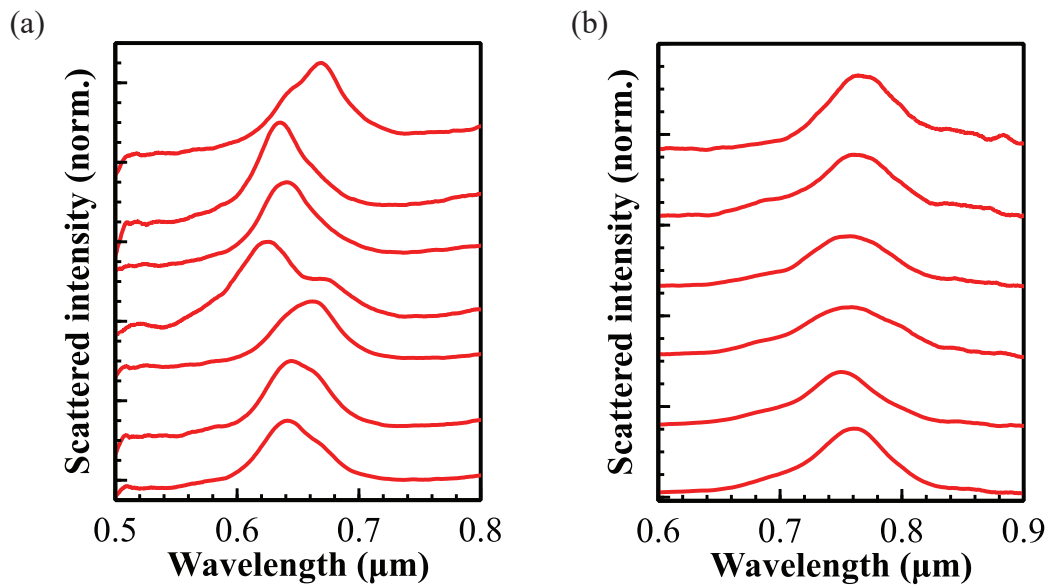 (a)
Scattered intensity (norm.)
0.5 0.6 0.7 0.8
Wavelength (μm)
(b)
Scattered intensity (norm.)
0.6 0.7 0.8 0.9
Wavelength (μm)